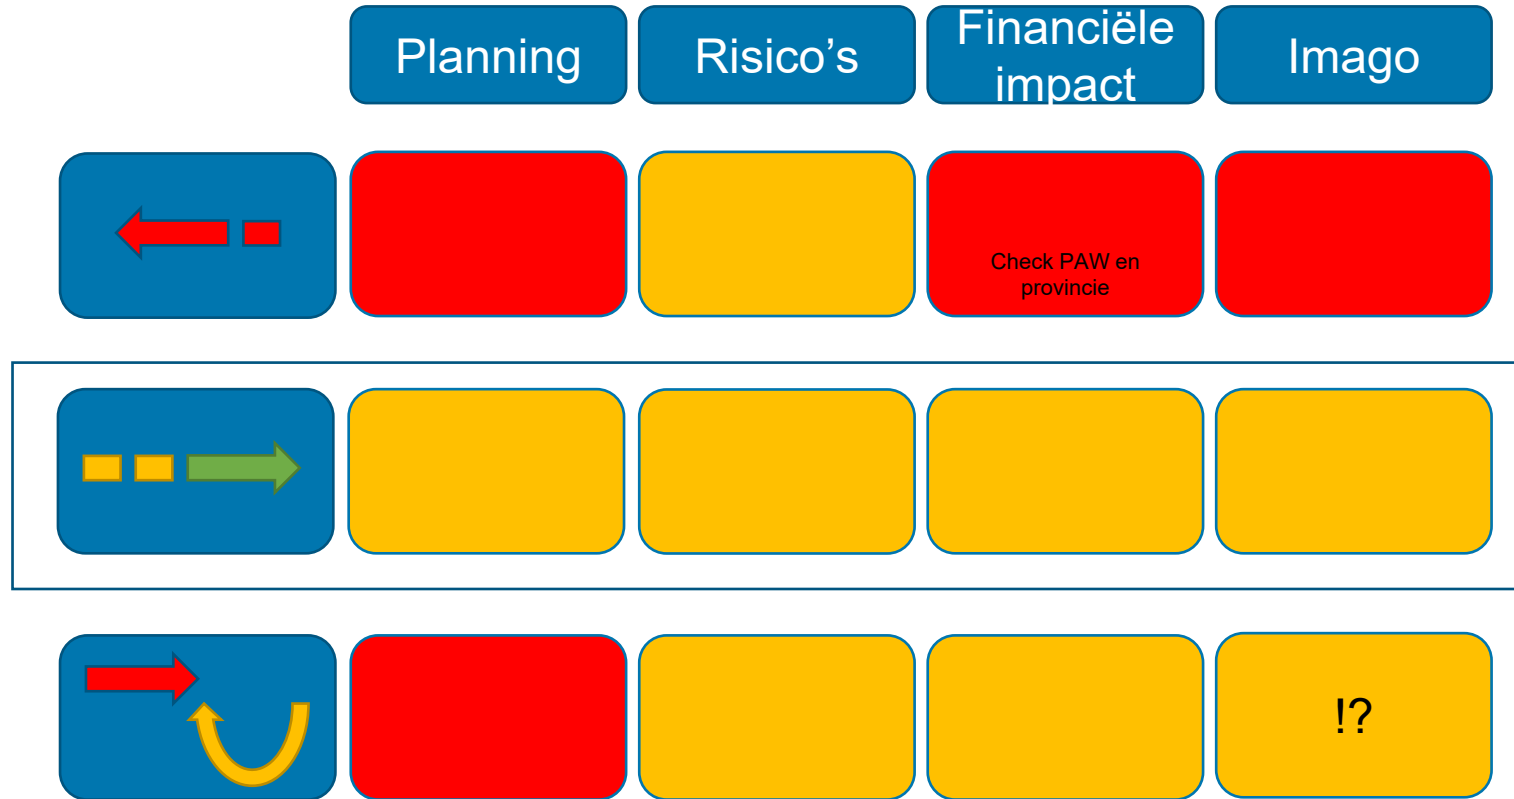 Planning
Risico’s
Financiële
impact
Imago
Check PAW en
provincie
!?